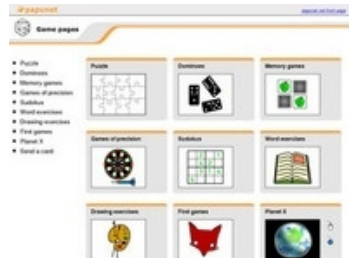 papunet
papunet.net front page
Game pages
Puzzle
Dominoes
Memory games
Games of precision
Sudokus
Word exercises
Drawing exercises
First games
Planet X
Send a card
Puzzle
Dominoes
Memory games
Games of precision
Sudokus
Word exercises
Drawing exercises
First games
Planet X